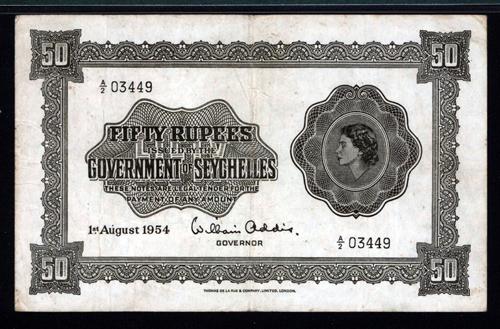 50 50
A/2 03449
FIFTY RUPEES
ISSUED BY THE
GOVERNMENT OF SEYCHELLES
THESE NOTES ARE LEGAL TENDER FOR THE
PAYMENT OF ANY AMOUNT
1st August 1954 William Addis.
GOVERNOR
A/2 03449
50 50
THOMAS DE LA RUE & COMPANY, LIMITED, LONDON.